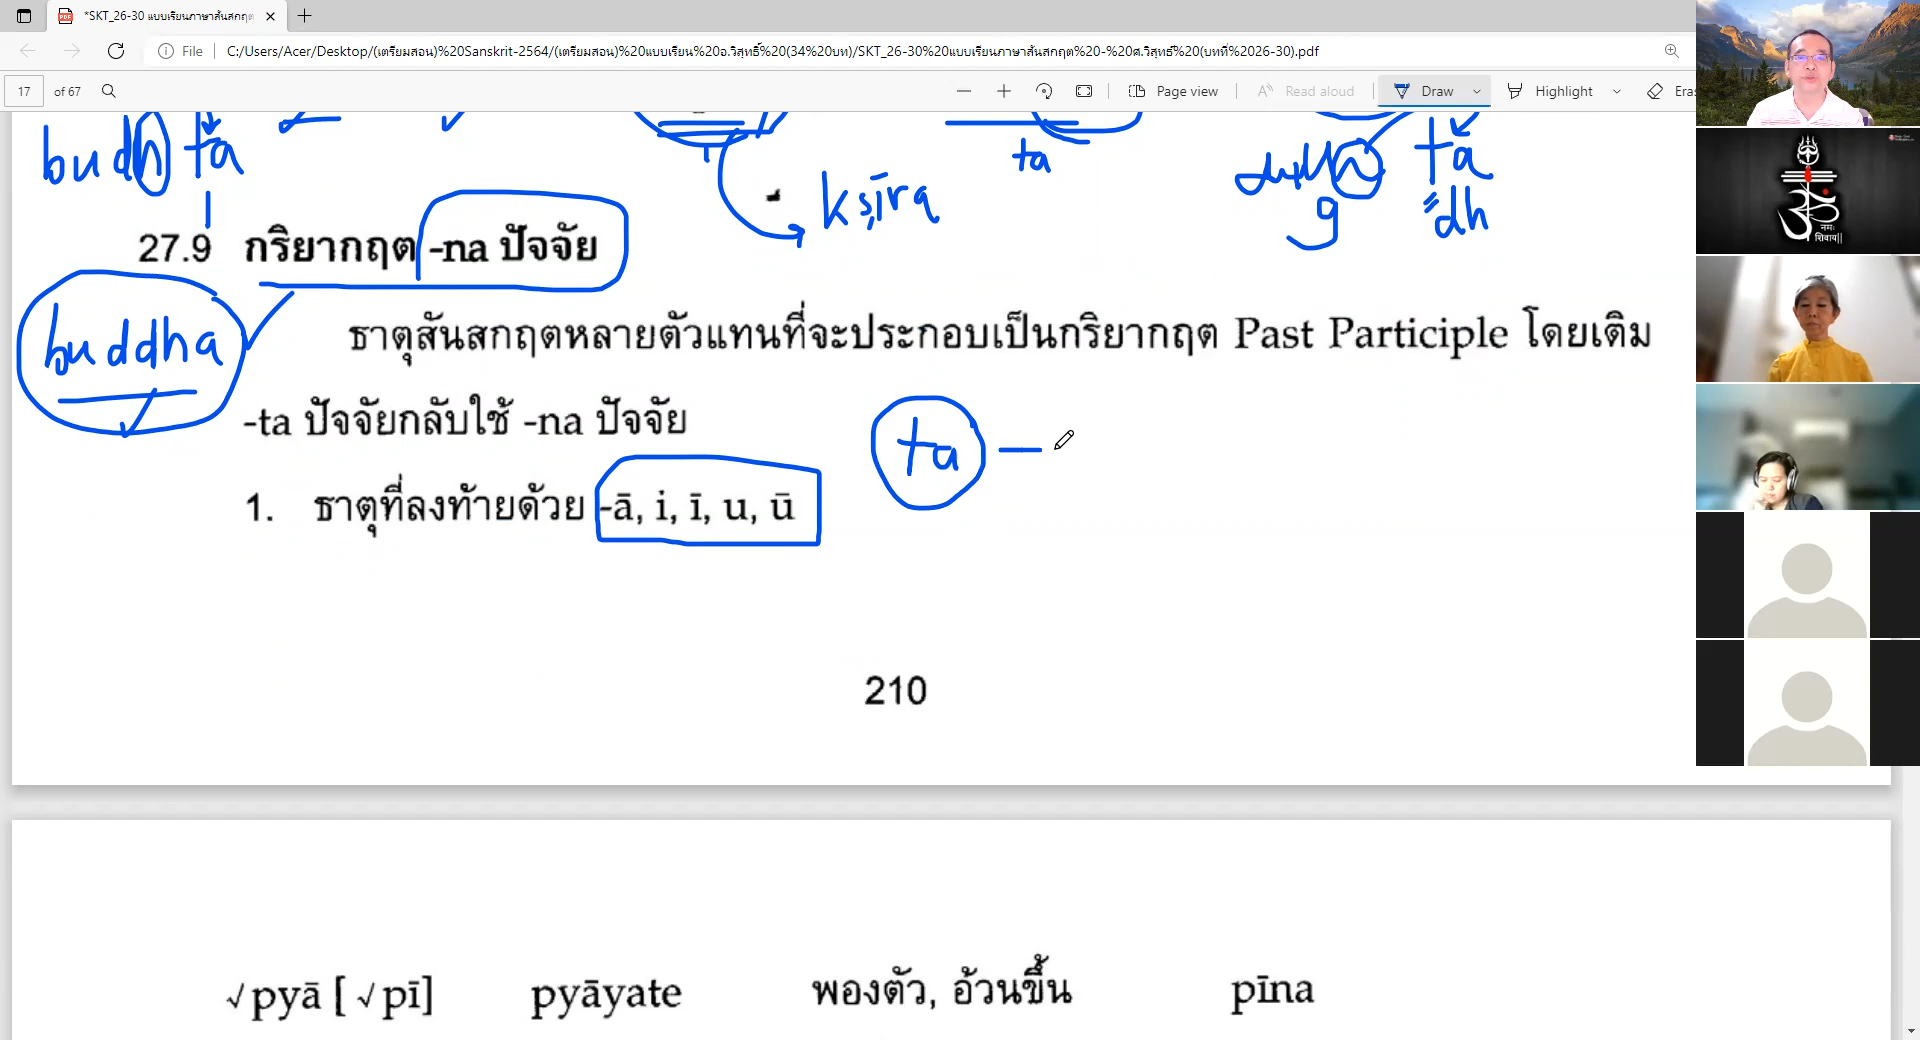 *SKT_26-30 แบบเรียนภาษาสันสกฤต
File C:/Users/Acer/Desktop/(เตรียมสอน)%20Sanskrit-2564/(เตรียมสอน)%20แบบเรียน%20อ.วิสุทธิ์%20(34%20บท)/SKT_26-30%20แบบเรียนภาษาสันสกฤต%20-%20ศ.วิสุทธ์%20(บทที่%2026-30).pdf
17 of 67 Page view Read aloud Draw Highlight Eras
budh ta ta ta
kṣīra g dh
27.9 กริยากฤต -na ปัจจัย
buddha
ธาตุสันสกฤตหลายตัวแทนที่จะประกอบเป็นกริยากฤต Past Participle โดยเติม
-ta ปัจจัยกลับใช้ -na ปัจจัย
ta —
1. ธาตุที่ลงท้ายด้วย -ā, i, ī, u, ū
210
√pyā [√pī] pyāyate พองตัว, อ้วนขึ้น pīna
नमः
शिवाय||